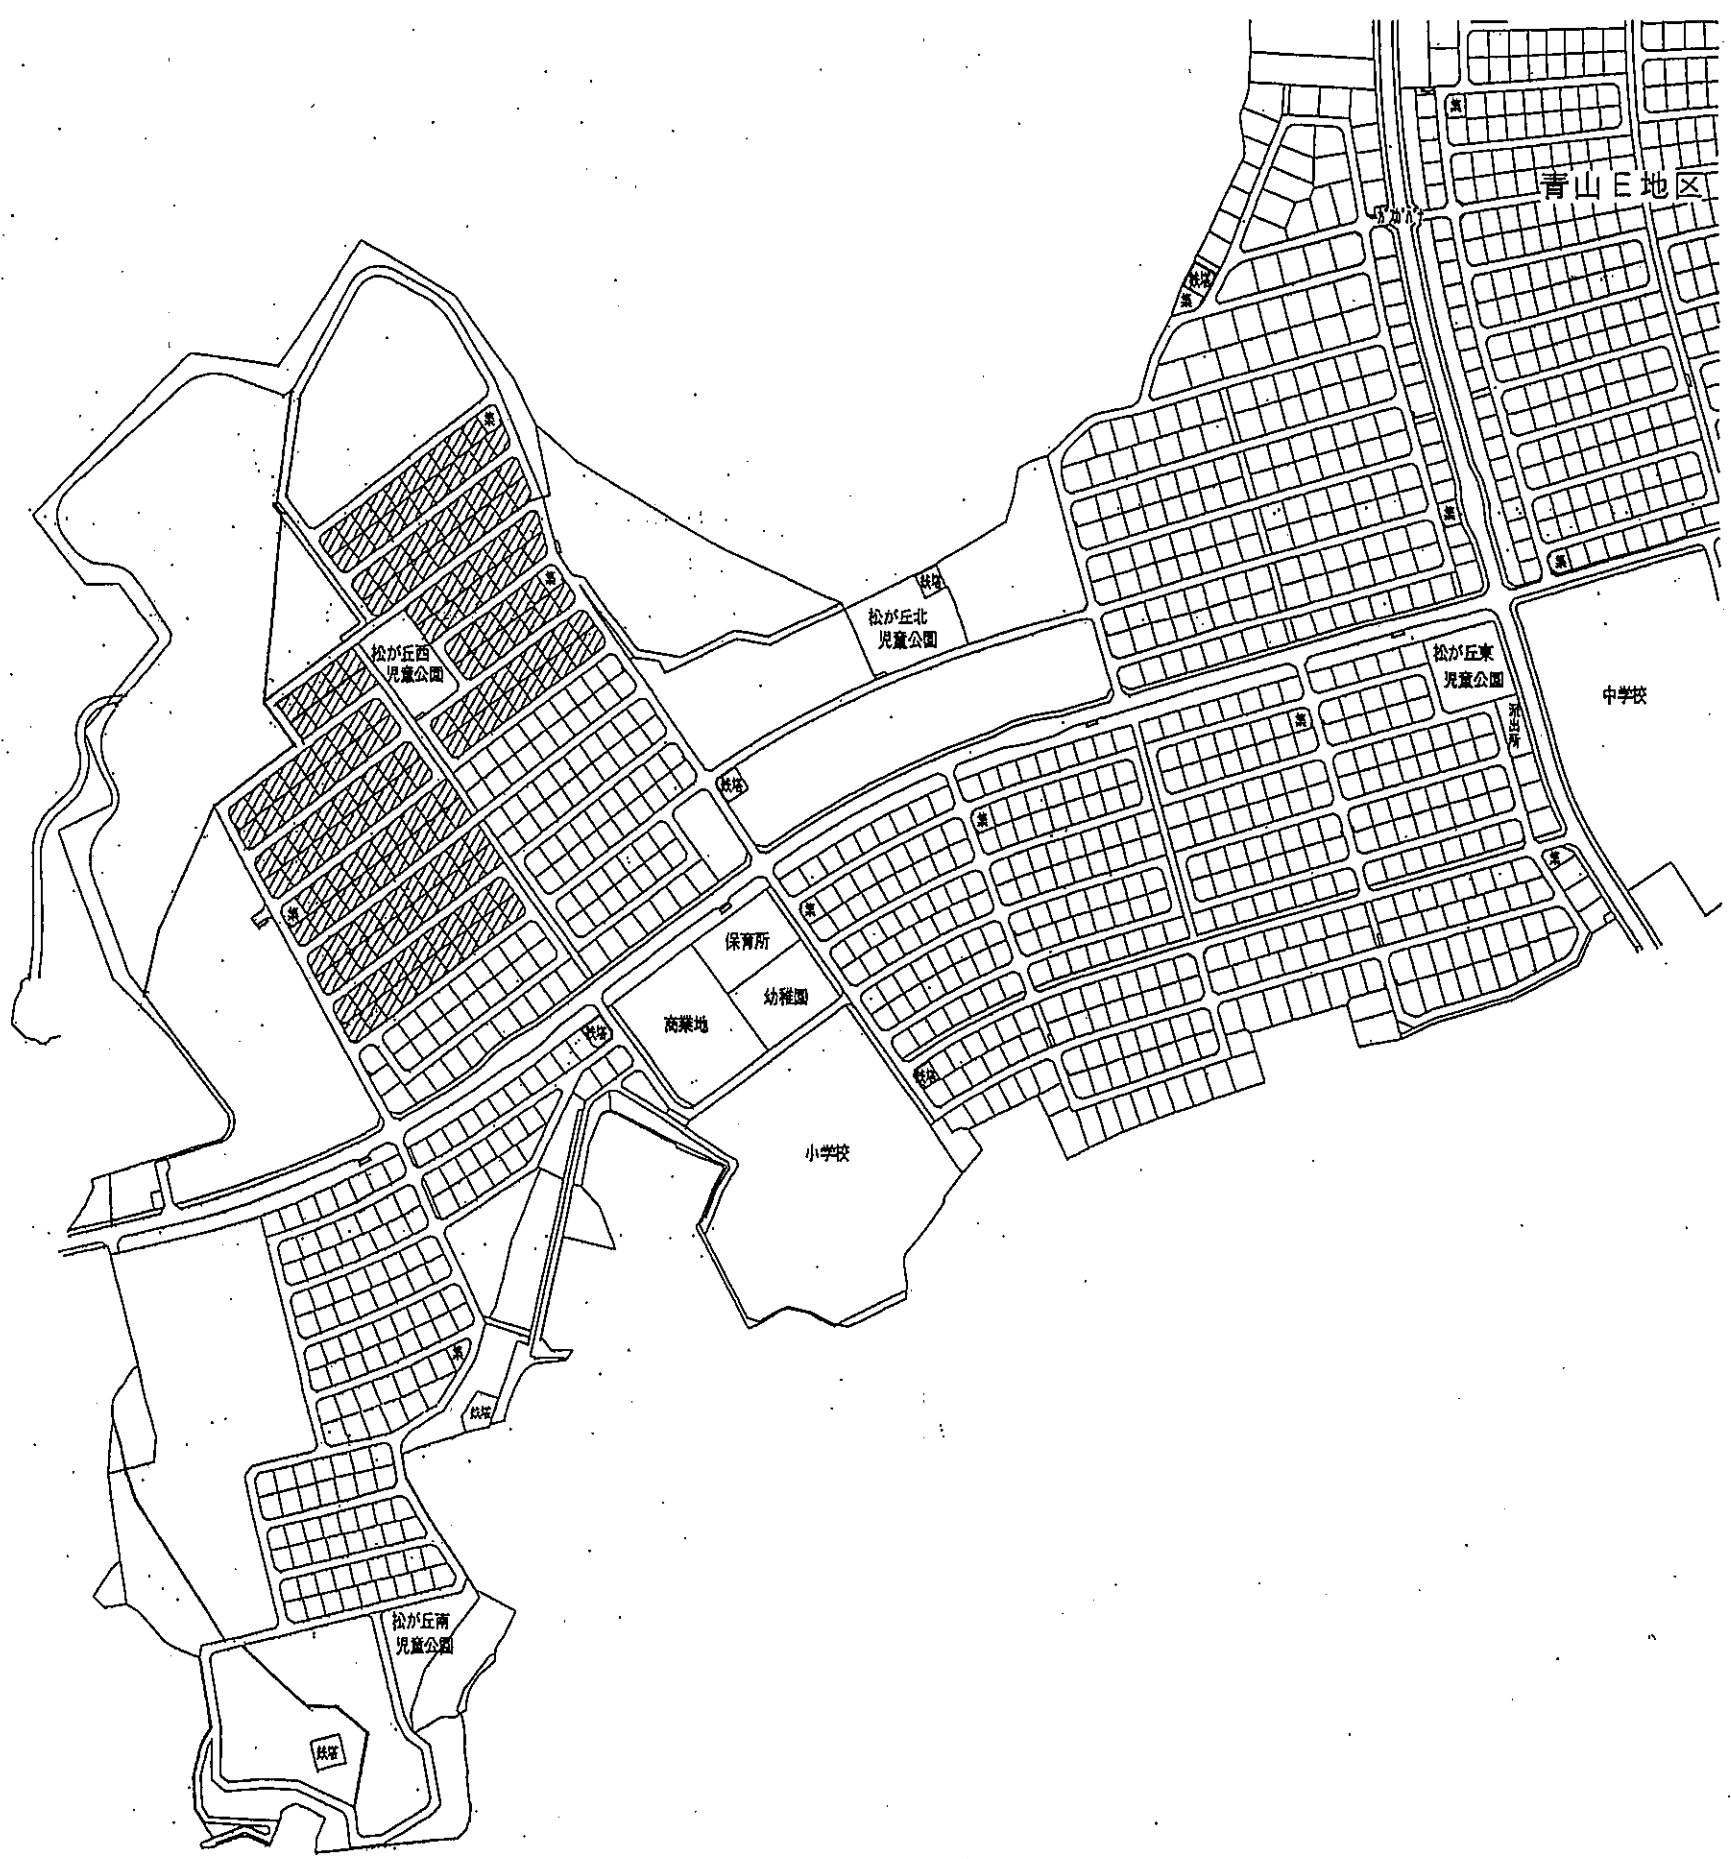 集
青山E地区
鉄塔
集
集
集
集
集
鉄塔
松が丘北
児童公園
松が丘西
児童公園
松が丘東
児童公園
中学校
集
鉄塔
集
集
集
集
保育所
幼稚園
商業地
鉄塔
鉄塔
小学校
集
鉄塔
松が丘南
児童公園
鉄塔